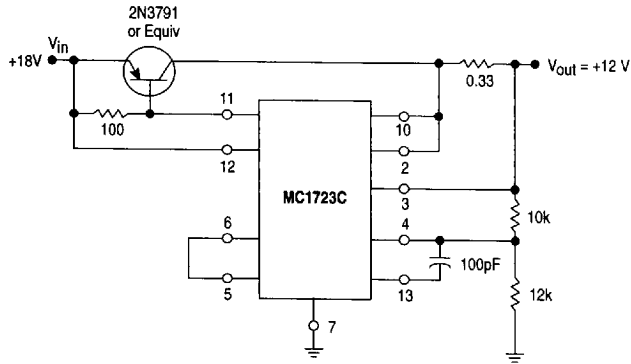 2N3791
or Equiv
Vin
+18V
100
11
12
6
5
MC1723C
7
10
2
3
4
13
0.33
Vout = +12 V
10k
100pF
12k